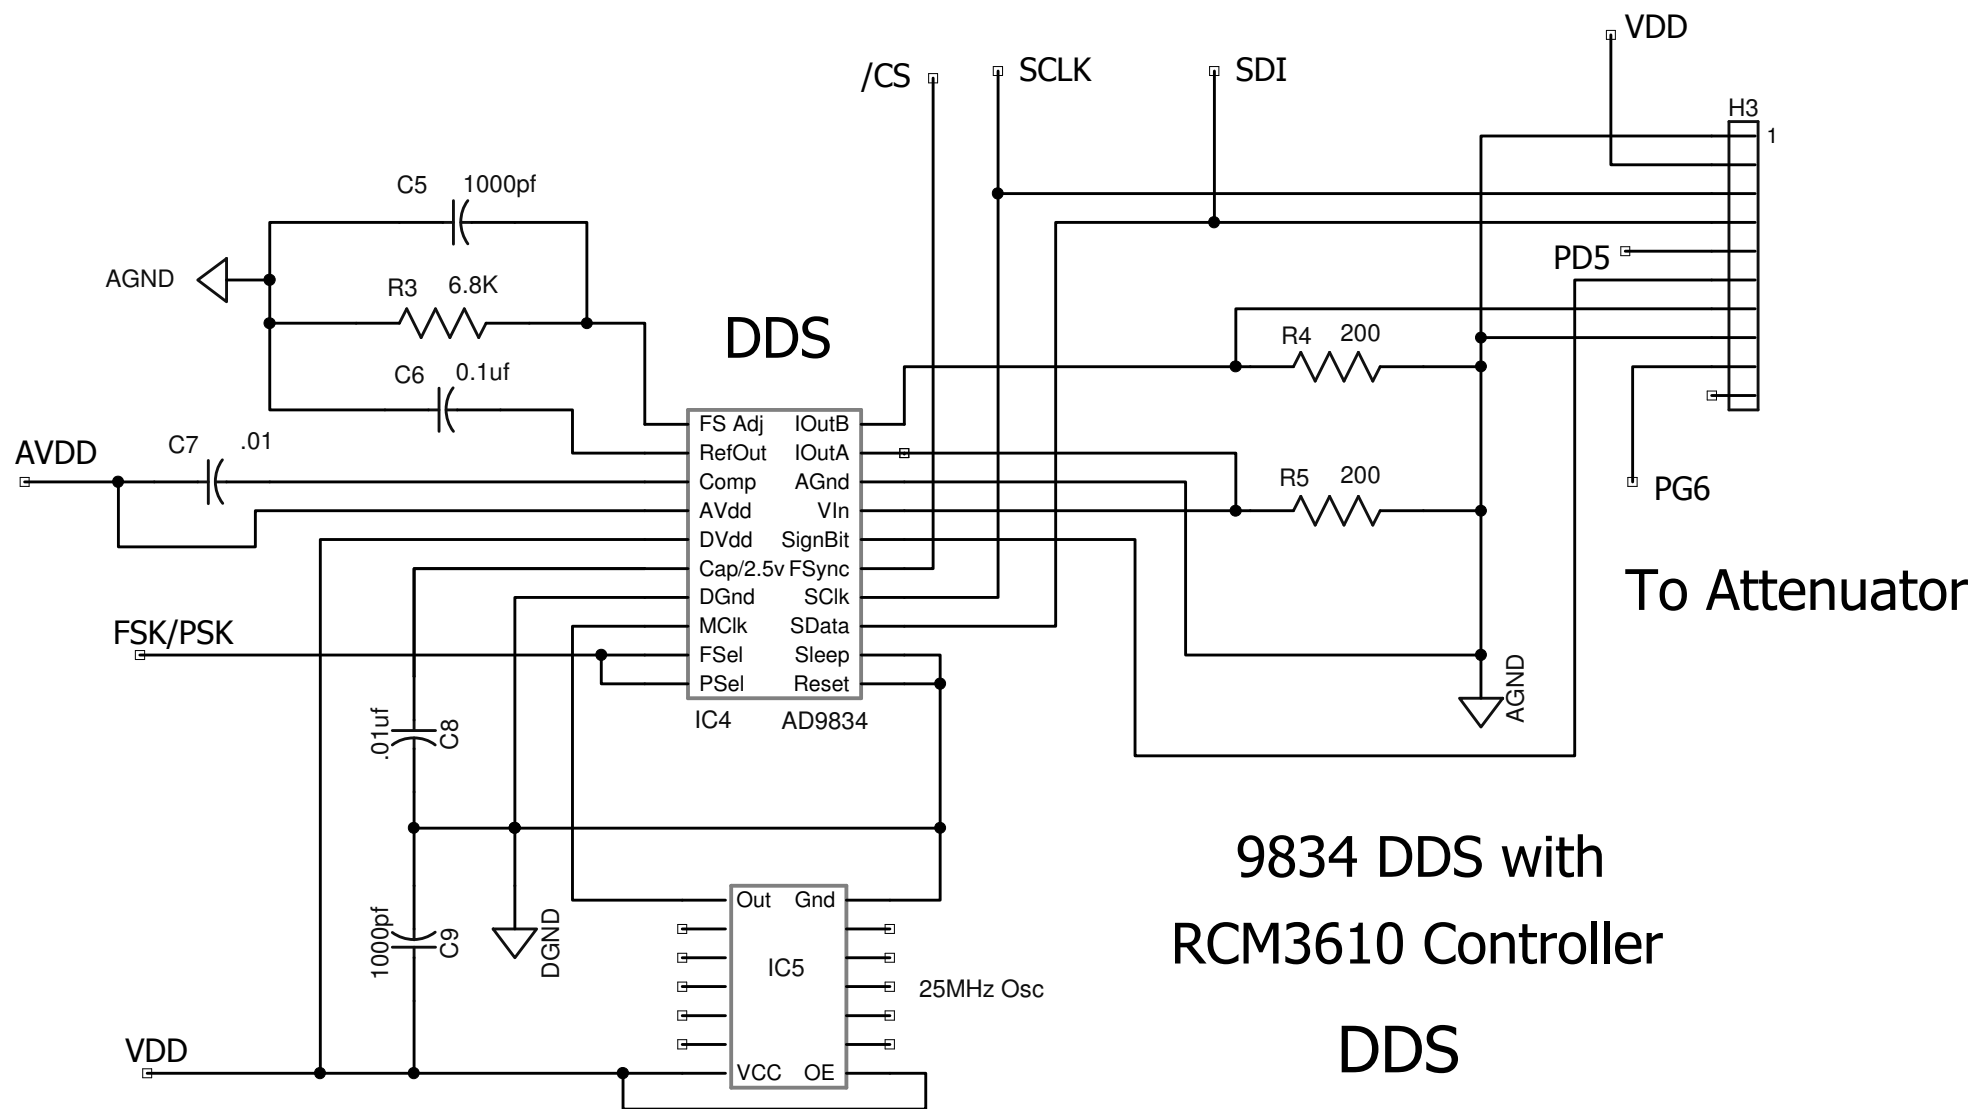 VDD
/CS
SCLK
SDI
H3
1
C5 1000pf
AGND
R3 6.8K
PD5
DDS
R4 200
C6 0.1uf
AVDD
C7 .01
FS Adj IOutB
RefOut IOutA
Comp AGnd
AVdd VIn
DVdd SignBit
Cap/2.5v FSync
DGnd SClk
MClk SData
FSel Sleep
PSel Reset
IC4 AD9834
R5 200
PG6
To Attenuator
FSK/PSK
AGND
.01uf
C8
1000pf
C9
DGND
Out Gnd
IC5
25MHz Osc
VCC OE
VDD
9834 DDS with
RCM3610 Controller
DDS